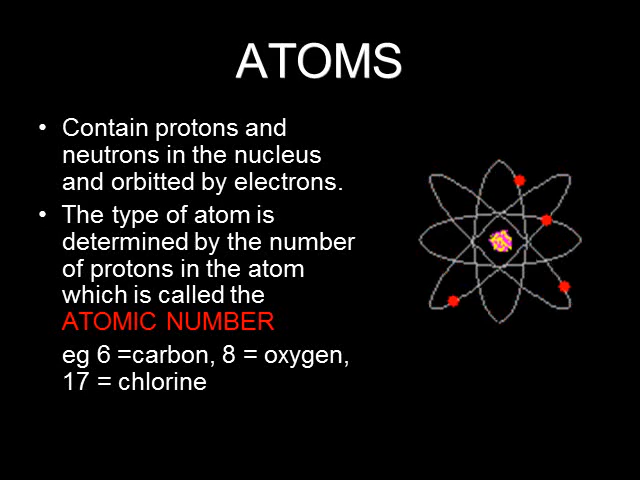 ATOMS
• Contain protons and
neutrons in the nucleus
and orbitted by electrons.
• The type of atom is
determined by the number
of protons in the atom
which is called the
ATOMIC NUMBER
eg 6 =carbon, 8 = oxygen,
17 = chlorine